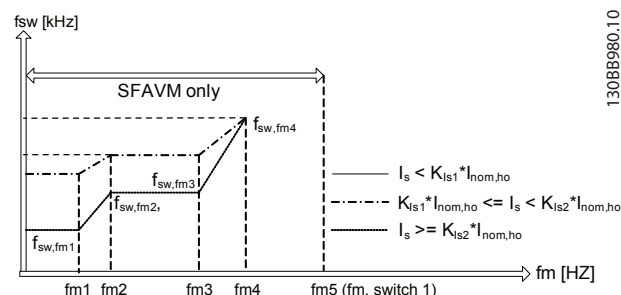 fsw [kHz]
130BB980.10
SFAVM only
fsw,fm4
fsw,fm3
fsw,fm2,
fsw,fm1
Is < KIs1*Inom,ho
KIs1*Inom,ho <= Is < KIs2*Inom,ho
Is >= KIs2*Inom,ho
fm [HZ]
fm1 fm2 fm3 fm4 fm5 (fm, switch 1)